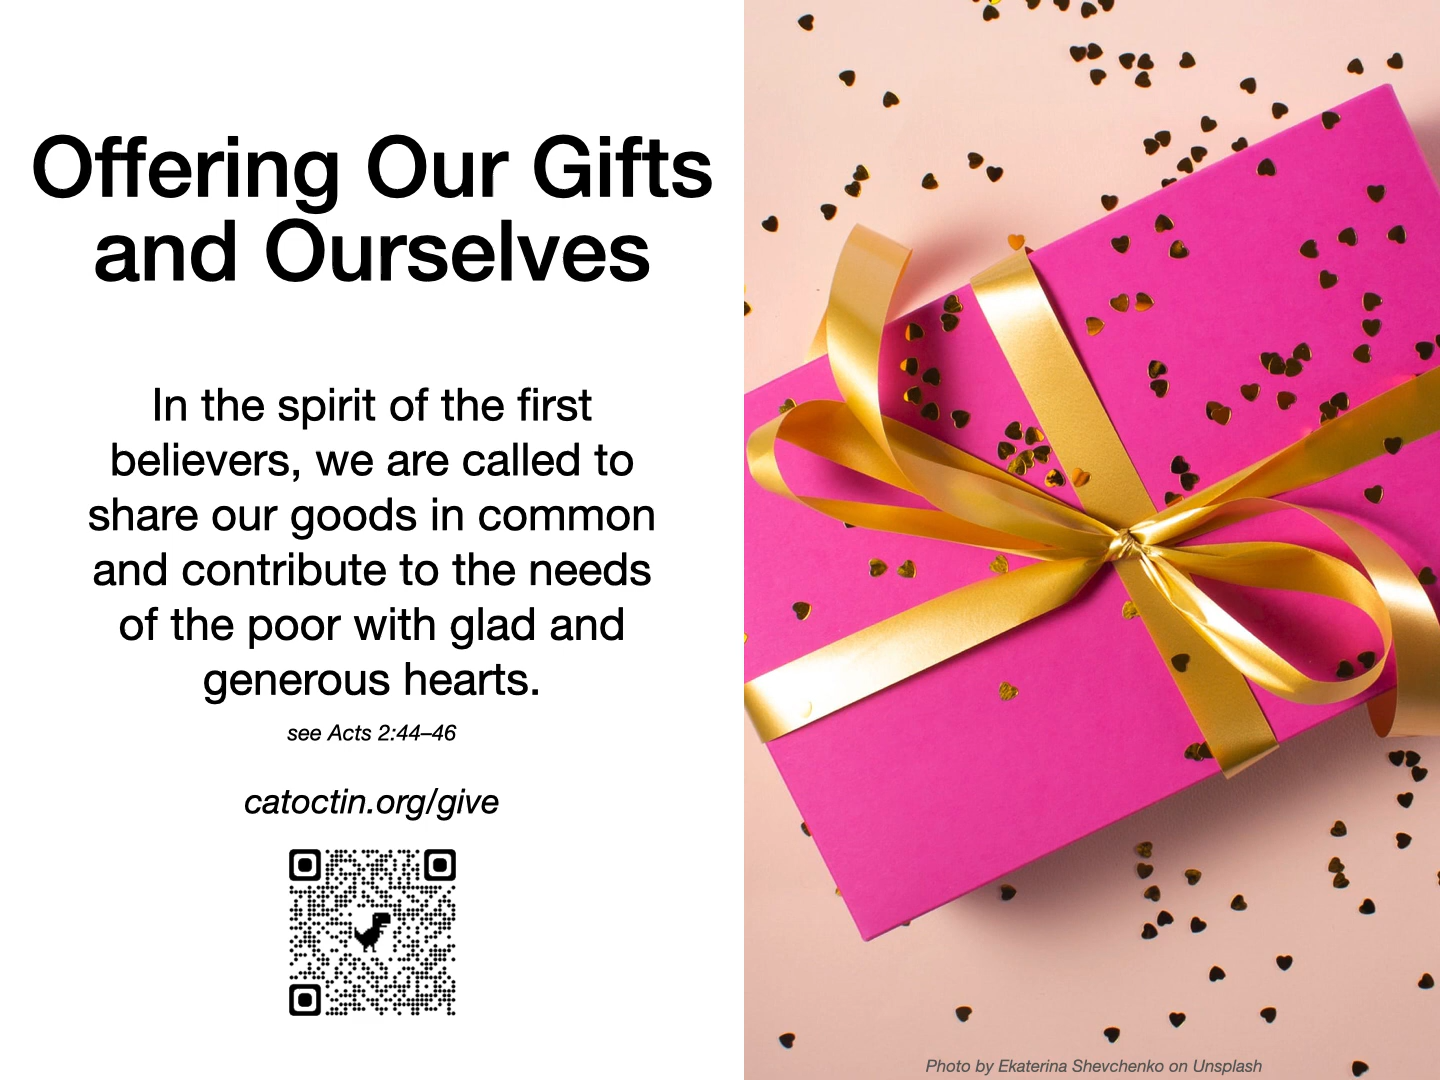 Offering Our Gifts
and Ourselves
In the spirit of the first
believers, we are called to
share our goods in common
and contribute to the needs
of the poor with glad and
generous hearts.
see Acts 2:44–46
catoctin.org/give
Photo by Ekaterina Shevchenko on Unsplash